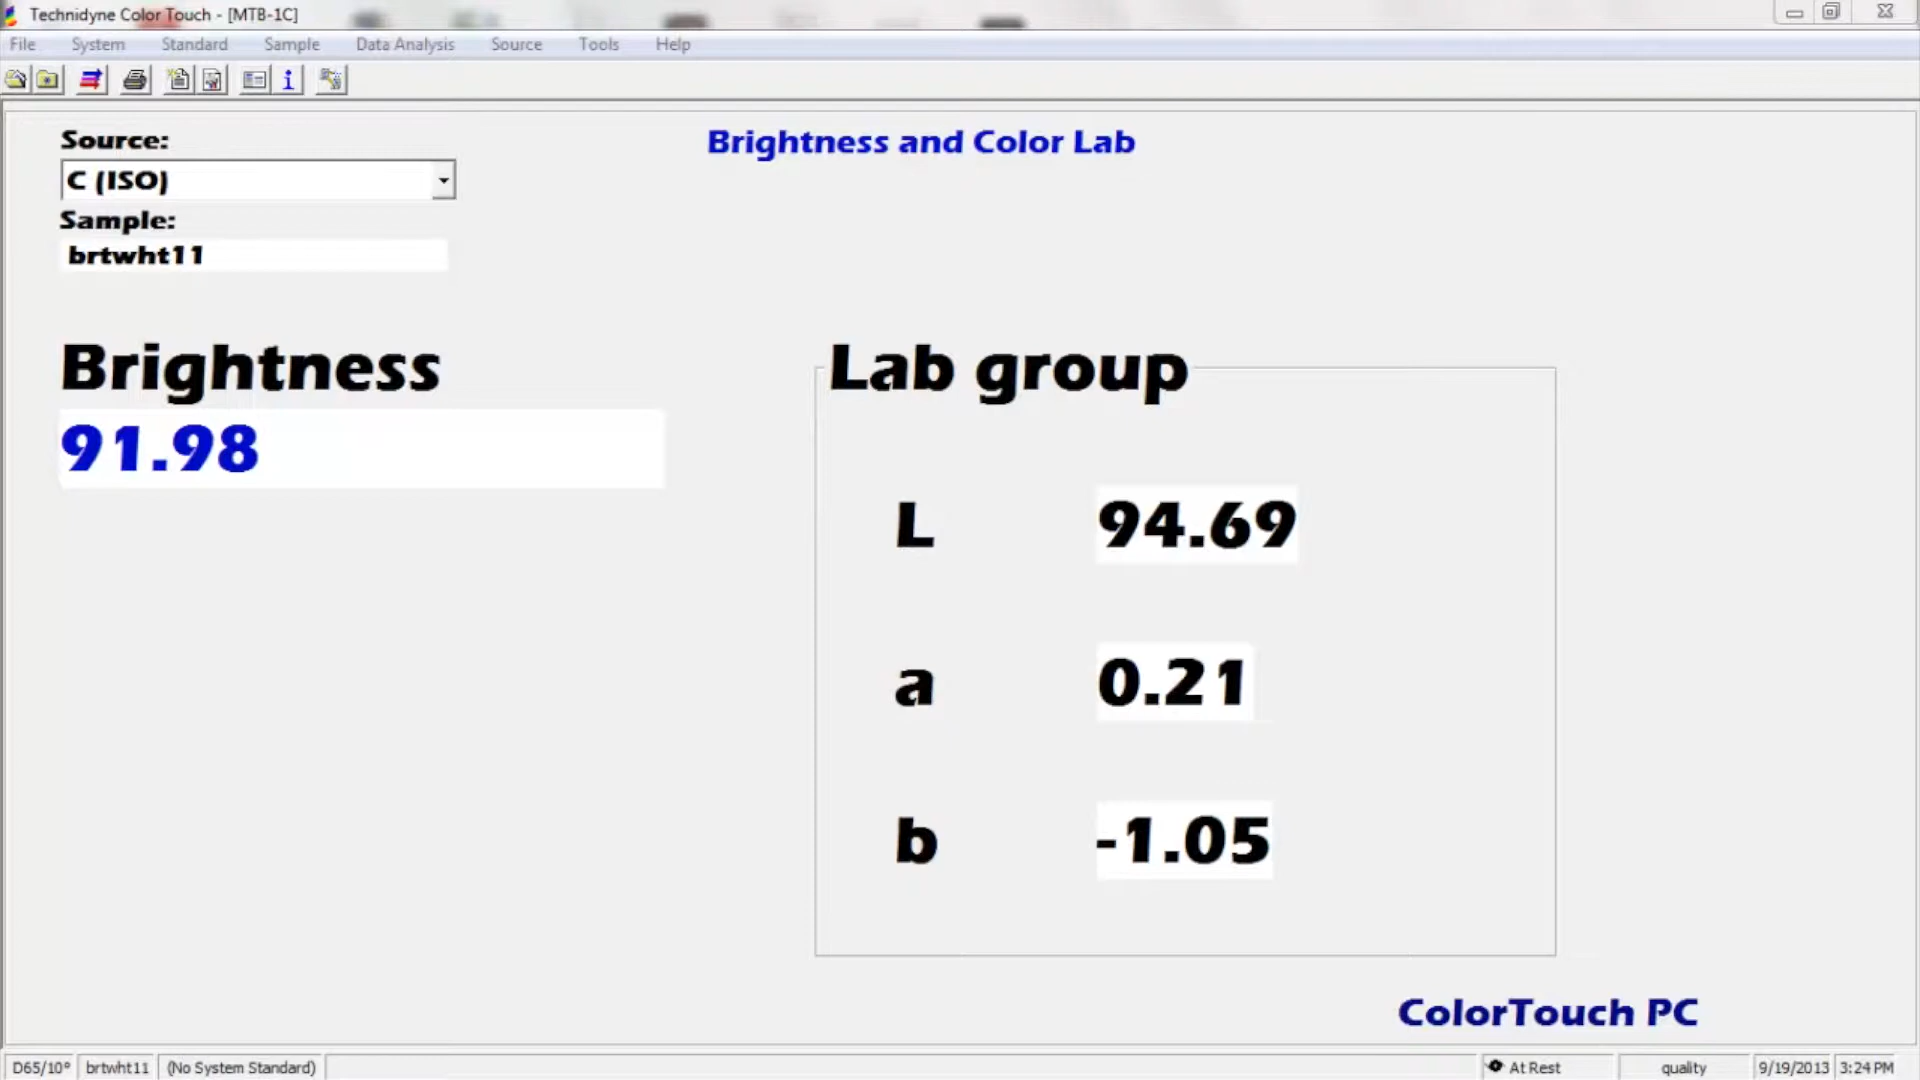 Technidyne Color Touch - [MTB-1C]
File System Standard Sample Data Analysis Source Tools Help
Source:
Brightness and Color Lab
C (ISO)
Sample:
brtwht11
Brightness
Lab group
91.98
L 94.69
a 0.21
b -1.05
ColorTouch PC
D65/10° brtwht11 (No System Standard) At Rest quality 9/19/2013 3:24 PM